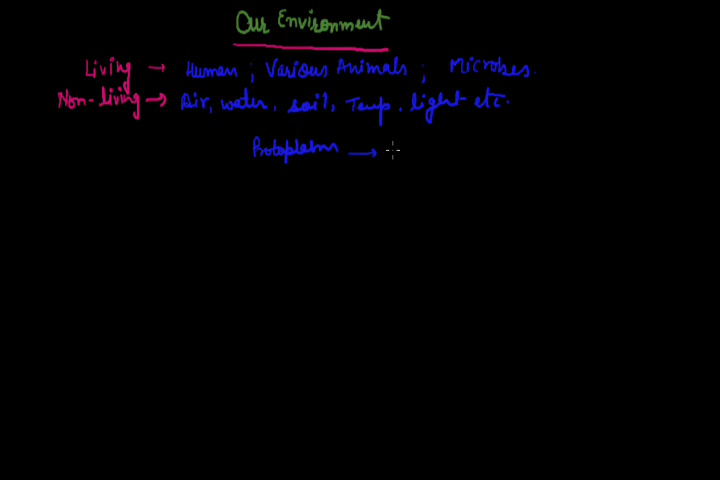 Our Environment
Living → Human ; Various Animals ; Microbes.
Non-living → Air, water, soil, Temp, light etc.
Protoplasm →